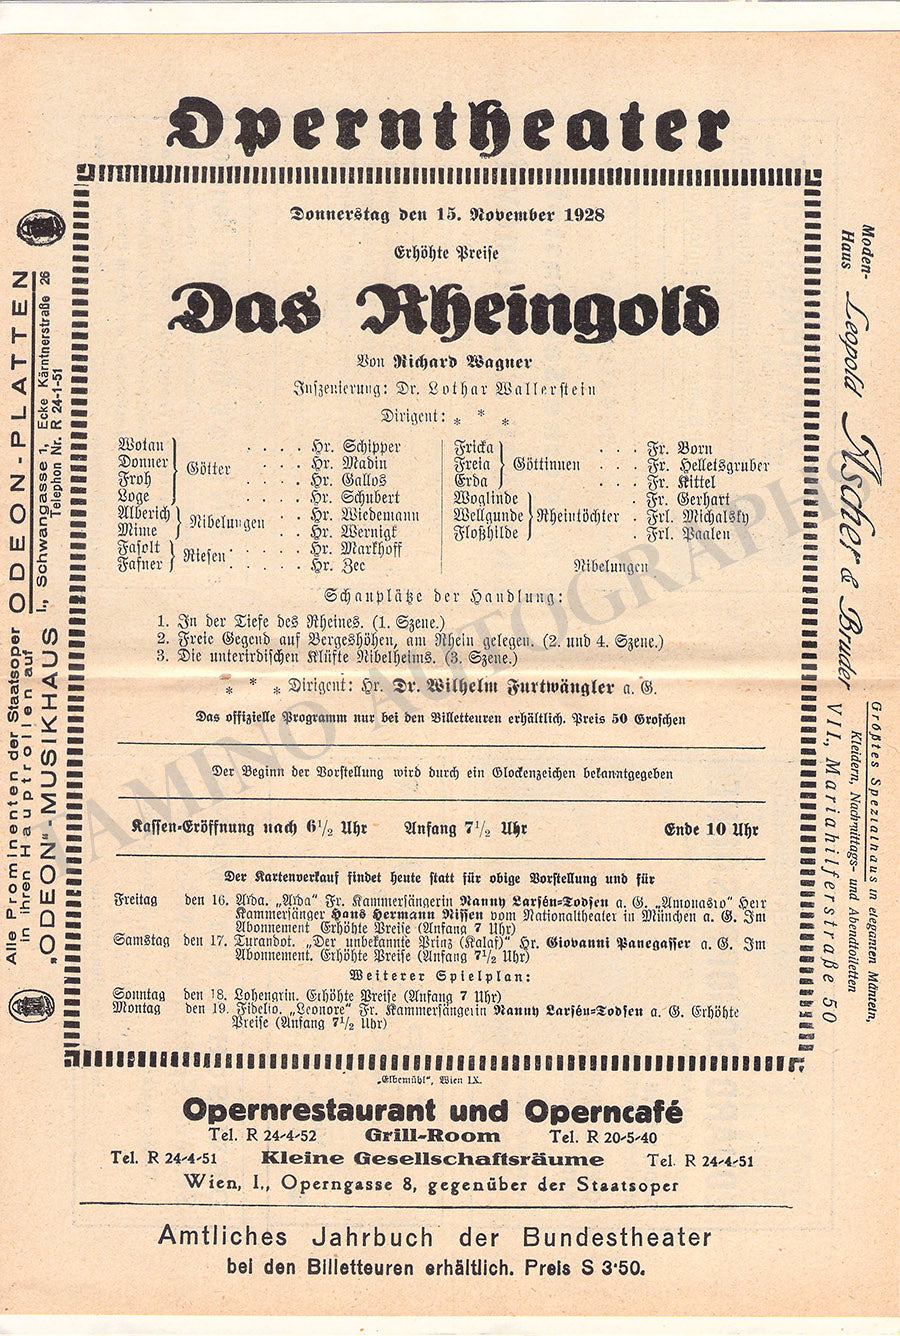 Operntheater
Donnerstag den 15. November 1928
Erhöhte Preise
Das Rheingold
Von Richard Wagner
Inszenierung: Dr. Lothar Wallerstein
Dirigent: * * *
Wotan } Götter . . . . Hr. Schipper
Donner . . . . Hr. Madin
Froh . . . . Hr. Gallos
Loge . . . . Hr. Schubert
Alberich } Nibelungen . . . Hr. Wiedemann
Mime . . . Hr. Wernigk
Fasolt } Riesen . . . . . Hr. Markhoff
Fafner . . . . . Hr. Zec
Fricka } Göttinnen . . . Fr. Born
Freia . . . Fr. Helletsgruber
Erda . . . Fr. Kittel
Woglinde } Rheintöchter . . Fr. Gerhart
Wellgunde . . Frl. Michalsky
Floßhilde . . Frl. Paalen
Nibelungen
Schauplätze der Handlung:
1. In der Tiefe des Rheines. (1. Szene.)
2. Freie Gegend auf Bergeshöhen, am Rhein gelegen. (2. und 4. Szene.)
3. Die unterirdischen Klüfte Nibelheims. (3. Szene.)
* * * Dirigent: Hr. Dr. Wilhelm Furtwängler a. G.
Das offizielle Programm nur bei den Billetteuren erhältlich. Preis 50 Groschen
Der Beginn der Vorstellung wird durch ein Glockenzeichen bekanntgegeben
Kassen-Eröffnung nach 6 1/2 Uhr Anfang 7 1/2 Uhr Ende 10 Uhr
Der Kartenverkauf findet heute statt für obige Vorstellung und für
Freitag den 16. Aïda. „Aïda“ Fr. Kammersängerin Nanny Larsén-Todsen a. G. „Amonasro“ Herr
Kammersänger Hans Hermann Nissen vom Nationaltheater in München a. G. Im
Abonnement Erhöhte Preise (Anfang 7 Uhr)
Samstag den 17. Turandot. „Der unbekannte Prinz (Kalaf)“ Hr. Giovanni Panegasser a. G. Im
Abonnement. Erhöhte Preise (Anfang 7 1/2 Uhr)
Weiterer Spielplan:
Sonntag den 18. Lohengrin. Erhöhte Preise (Anfang 7 Uhr)
Montag den 19. Fidelio. „Leonore“ Fr. Kammersängerin Nanny Larsén-Todsen a. G. Erhöhte
Preise (Anfang 7 1/2 Uhr)
„Elbemühl“, Wien IX.
Opernrestaurant und Operncafé
Tel. R 24-4-52 Grill-Room Tel. R 20-5-40
Tel. R 24-4-51 Kleine Gesellschaftsräume Tel. R 24-4-51
Wien, I., Operngasse 8, gegenüber der Staatsoper
Amtliches Jahrbuch der Bundestheater
bei den Billetteuren erhältlich. Preis S 3·50.
Alle Prominenten der Staatsoper
in ihren Hauptrollen auf
ODEON-PLATTEN
„ODEON“-MUSIKHAUS
I., Schwangasse 1, Ecke Kärntnerstraße 26
Telephon Nr. R 24-1-51
Moden-
Haus
Leopold Ascher & Bruder
VII., Mariahilferstraße 50
Größtes Spezialhaus in eleganten Mänteln,
Kleidern, Nachmittags- und Abendtoiletten
TAMINO AUTOGRAPHS